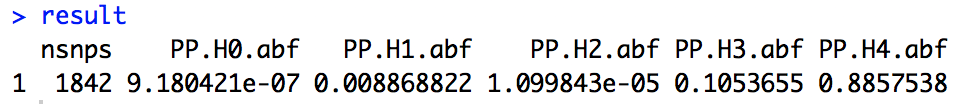 > result
nsnps PP.H0.abf PP.H1.abf PP.H2.abf PP.H3.abf PP.H4.abf
1 1842 9.180421e-07 0.008868822 1.099843e-05 0.1053655 0.8857538